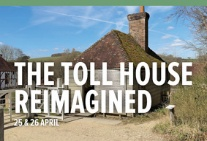 THE TOLL HOUSE
REIMAGINED
25 & 26 APRIL